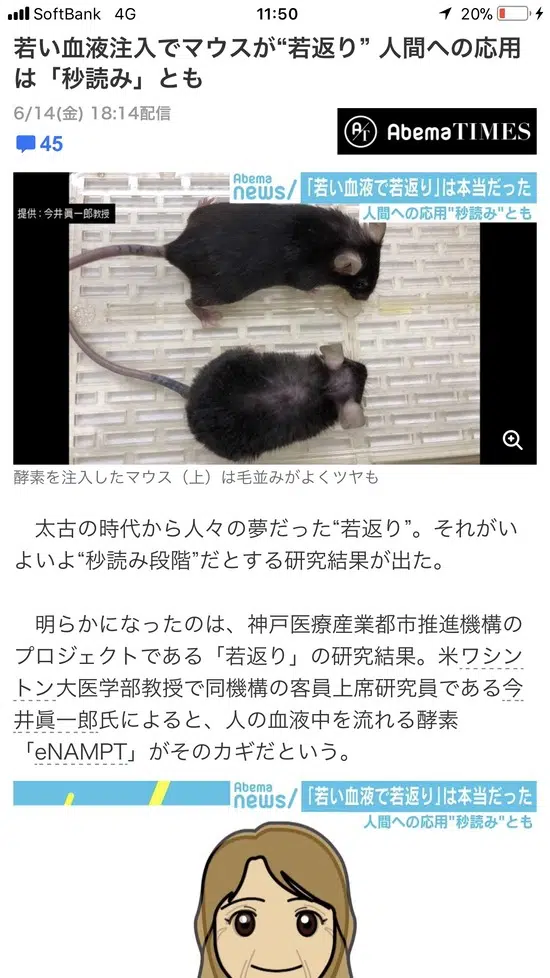 SoftBank 4G 11:50 20%
若い血液注入でマウスが“若返り” 人間への応用
は「秒読み」とも
6/14(金) 18:14配信
45
AbemaTIMES
Abema
news/
「若い血液で若返り」は本当だった
人間への応用"秒読み"とも
提供:今井眞一郎教授
酵素を注入したマウス（上）は毛並みがよくツヤも
太古の時代から人々の夢だった“若返り”。それがい
よいよ“秒読み段階”だとする研究結果が出た。
明らかになったのは、神戸医療産業都市推進機構の
プロジェクトである「若返り」の研究結果。米ワシン
トン大医学部教授で同機構の客員上席研究員である今
井眞一郎氏によると、人の血液中を流れる酵素
「eNAMPT」がそのカギだという。
Abema
news/
「若い血液で若返り」は本当だった
人間への応用"秒読み"とも